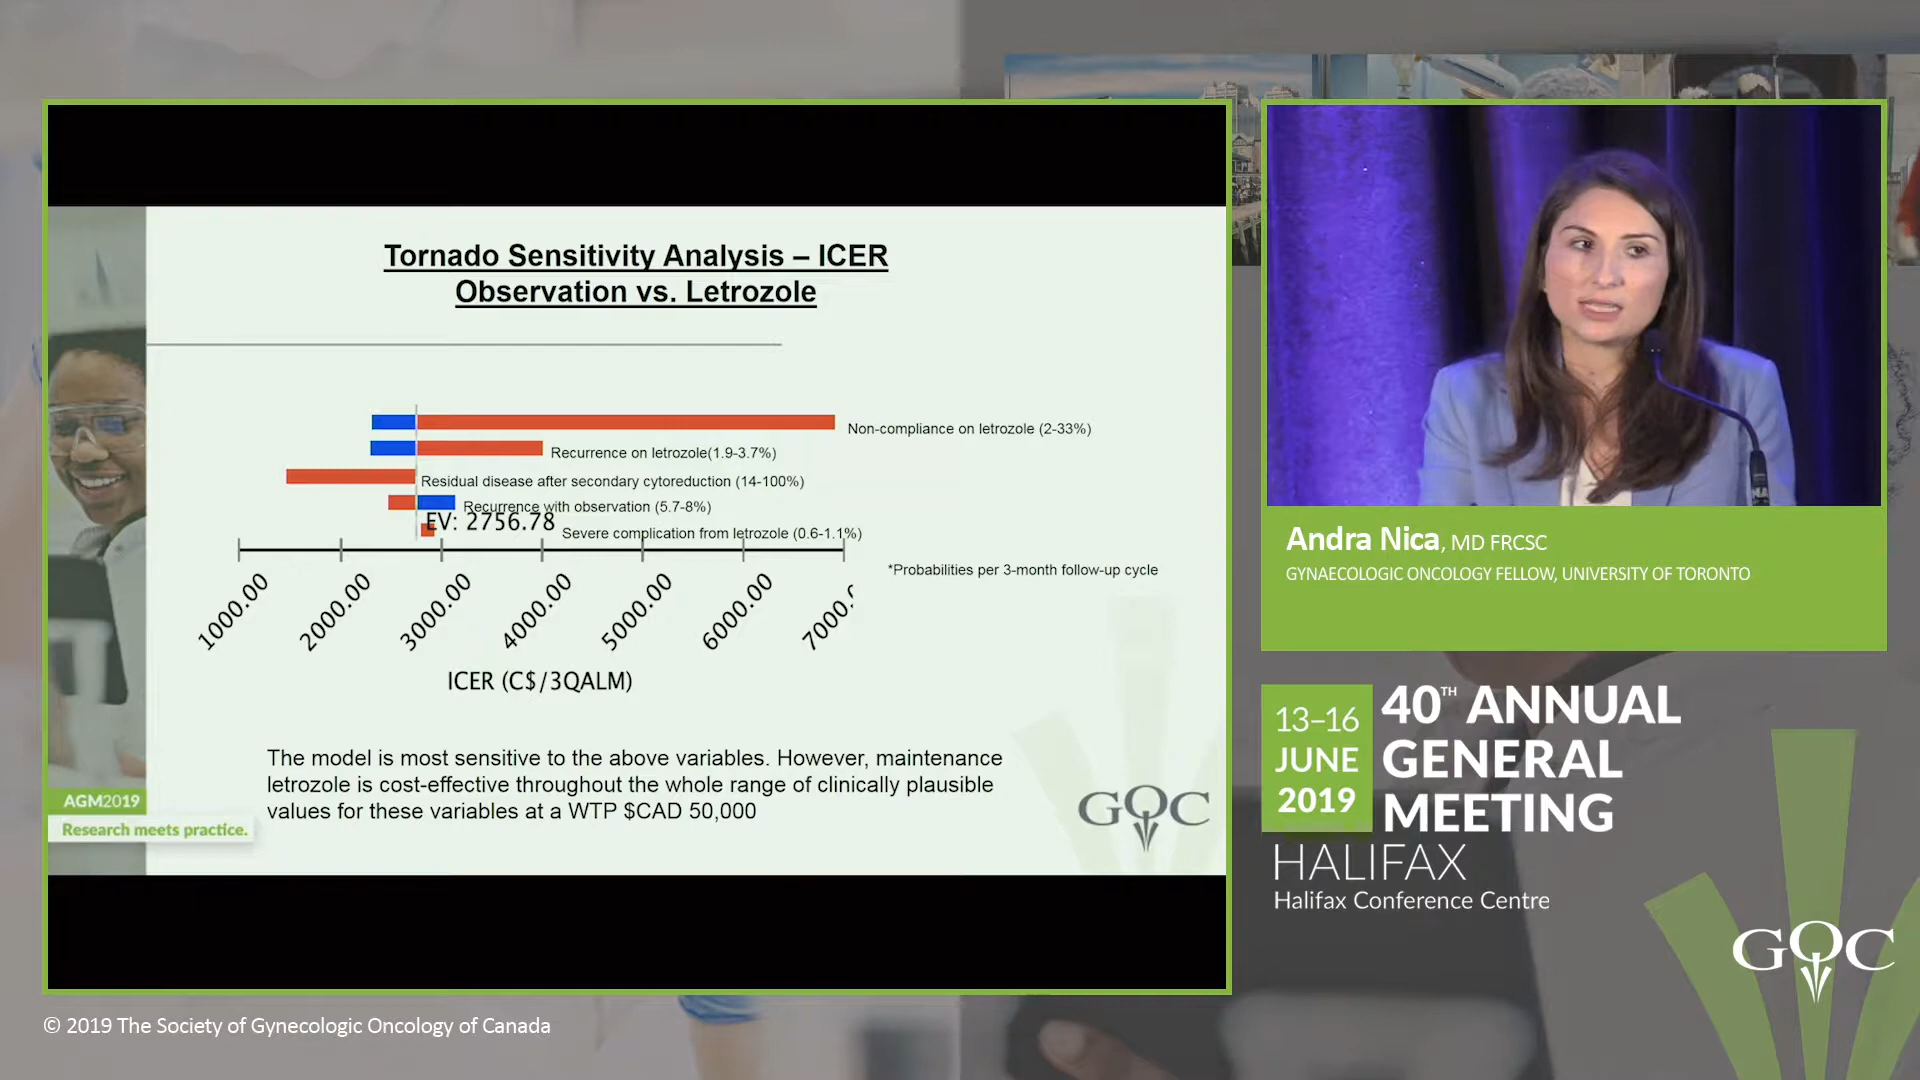 Tornado Sensitivity Analysis – ICER
Observation vs. Letrozole
Non-compliance on letrozole (2-33%)
Recurrence on letrozole(1.9-3.7%)
Residual disease after secondary cytoreduction (14-100%)
Recurrence with observation (5.7-8%)
EV: 2756.78
Severe complication from letrozole (0.6-1.1%)
*Probabilities per 3-month follow-up cycle
1000.00
2000.00
3000.00
4000.00
5000.00
6000.00
7000.0
ICER (C$/3QALM)
The model is most sensitive to the above variables. However, maintenance
letrozole is cost-effective throughout the whole range of clinically plausible
values for these variables at a WTP $CAD 50,000
AGM2019
Research meets practice.
GOC
Andra Nica, MD FRCSC
GYNAECOLOGIC ONCOLOGY FELLOW, UNIVERSITY OF TORONTO
13–16
JUNE
2019
40TH ANNUAL
GENERAL
MEETING
HALIFAX
Halifax Conference Centre
GOC
© 2019 The Society of Gynecologic Oncology of Canada